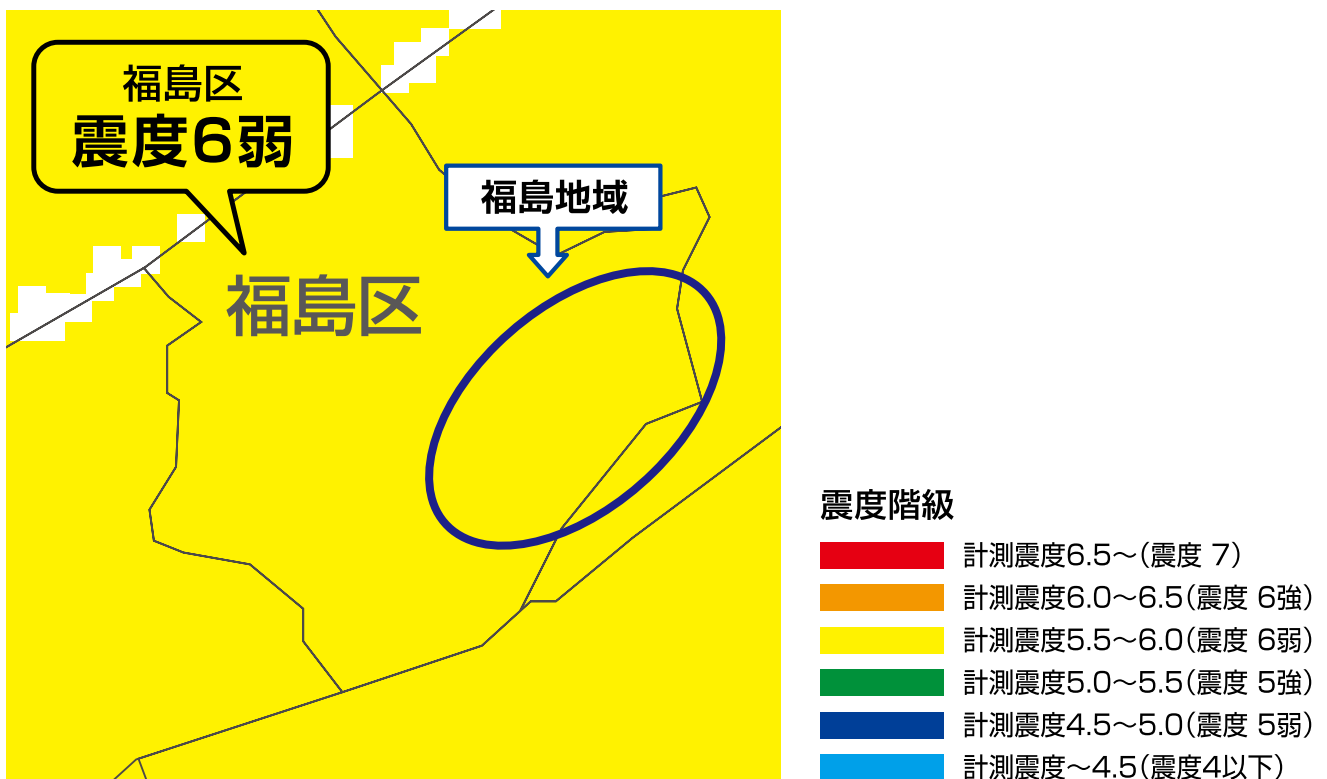 福島区
震度6弱
福島地域
福島区
震度階級
計測震度6.5～(震度 7)
計測震度6.0～6.5(震度 6強)
計測震度5.5～6.0(震度 6弱)
計測震度5.0～5.5(震度 5強)
計測震度4.5～5.0(震度 5弱)
計測震度～4.5(震度4以下)